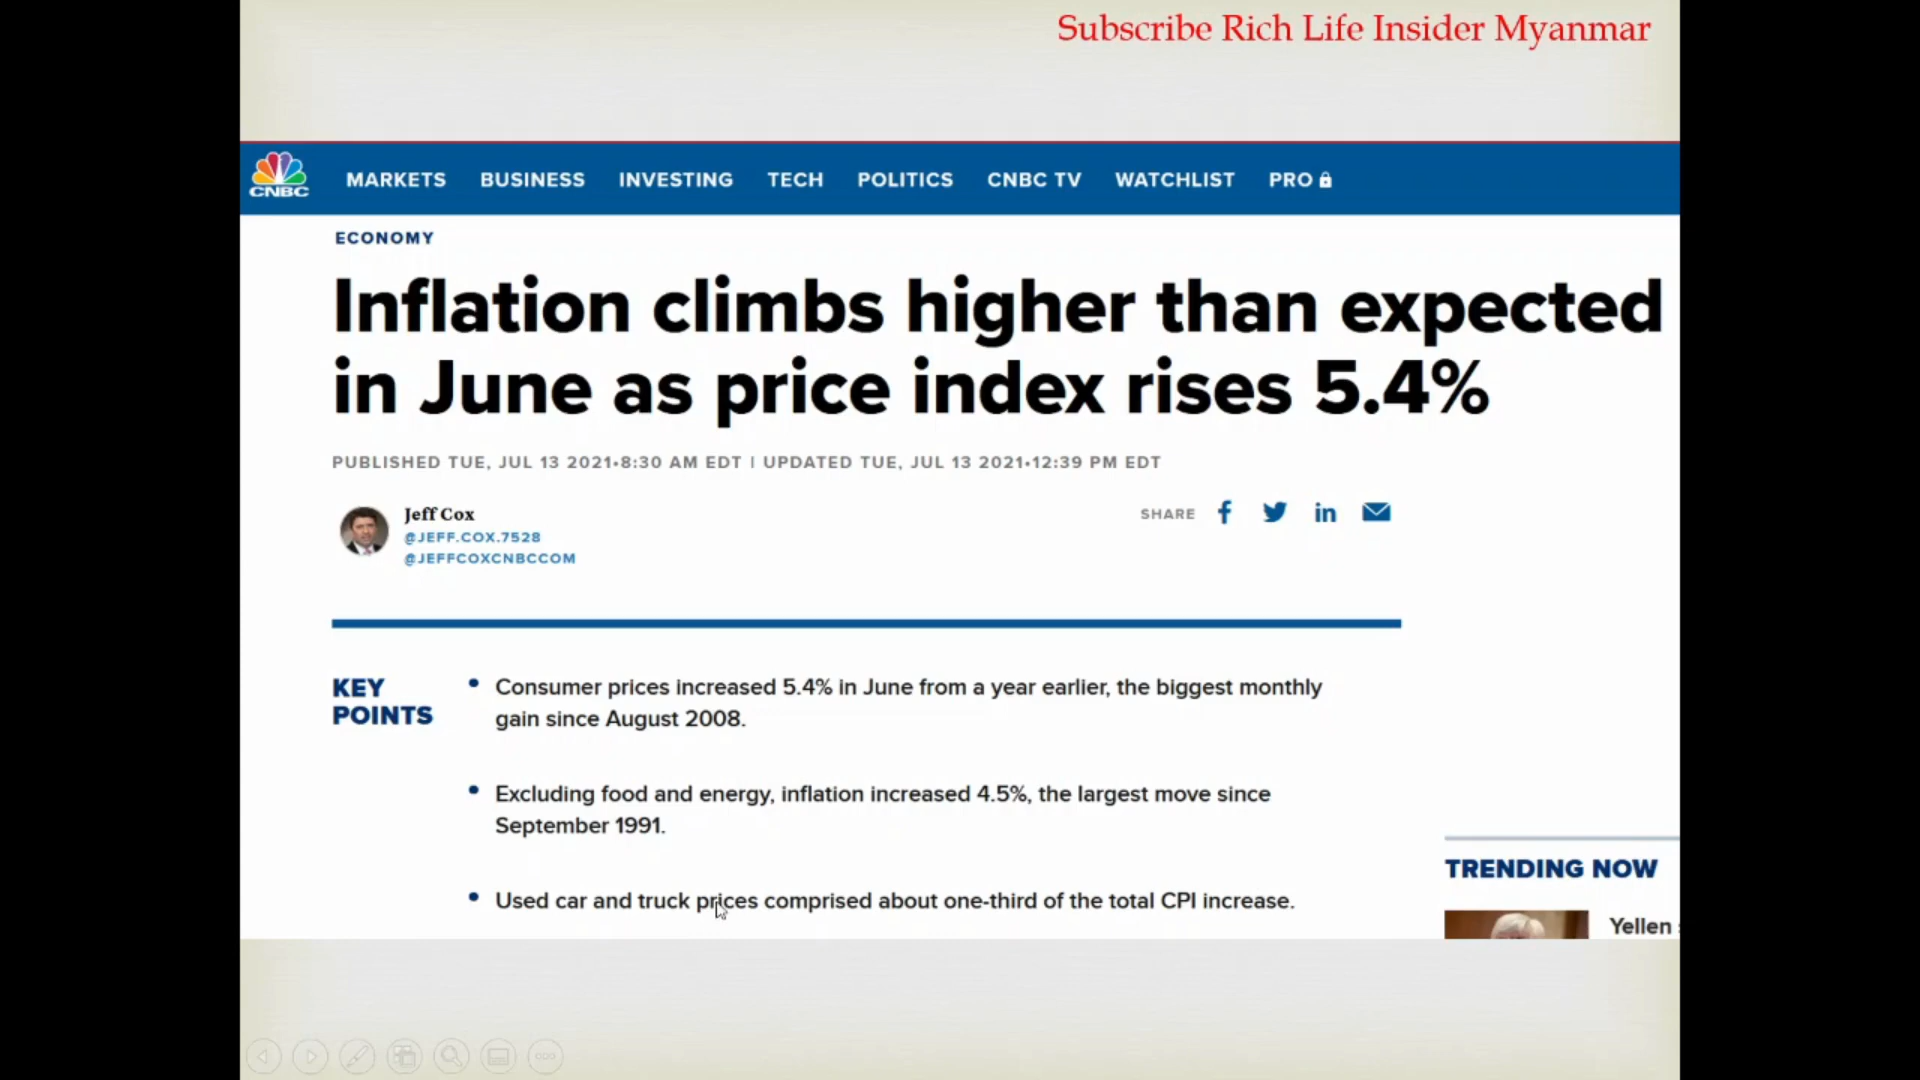 Subscribe Rich Life Insider Myanmar
CNBC
MARKETS BUSINESS INVESTING TECH POLITICS CNBC TV WATCHLIST PRO
ECONOMY
Inflation climbs higher than expected
in June as price index rises 5.4%
PUBLISHED TUE, JUL 13 2021•8:30 AM EDT | UPDATED TUE, JUL 13 2021•12:39 PM EDT
Jeff Cox
@JEFF.COX.7528
@JEFFCOXCNBCCOM
SHARE
KEY
POINTS
• Consumer prices increased 5.4% in June from a year earlier, the biggest monthly
gain since August 2008.
• Excluding food and energy, inflation increased 4.5%, the largest move since
September 1991.
• Used car and truck prices comprised about one-third of the total CPI increase.
TRENDING NOW
Yellen